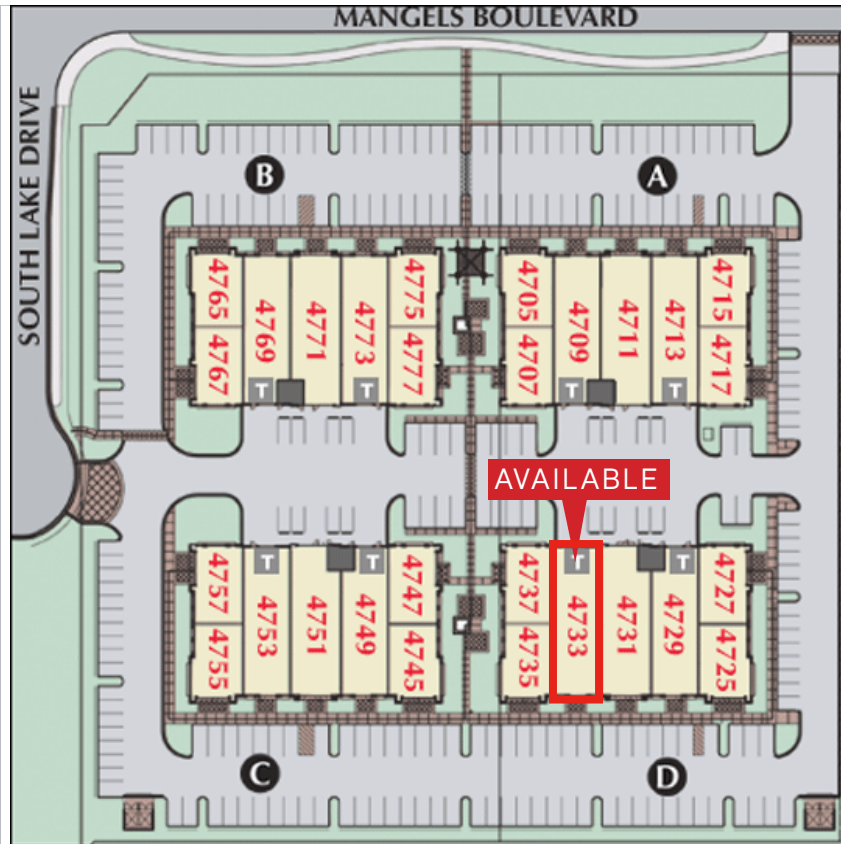 MANGELS BOULEVARD
SOUTH LAKE DRIVE
B
A
4765
4767
4769
4771
4773
4775
4777
4705
4707
4709
4711
4713
4715
4717
T
T
T
T
AVAILABLE
T
T
T
T
4757
4755
4753
4751
4749
4747
4745
4737
4735
4733
4731
4729
4727
4725
C
D